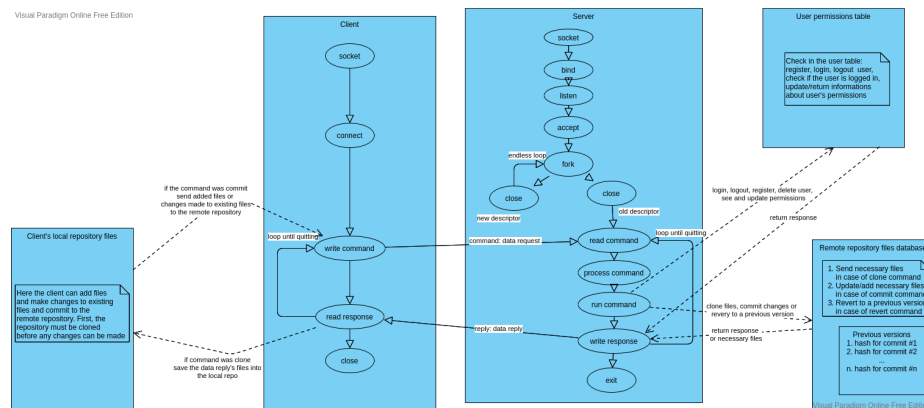 Visual Paradigm Online Free Edition
Client
socket
connect
if the command was commit
send added files or
changes made to existing files
to the remote repository
loop until quitting
write command
read response
close
Client's local repository files
Here the client can add files
and make changes to existing
files and commit to the
remote repository. First, the
repository must be cloned
before any changes can be made
if command was clone
save the data reply's files into
the local repo
command: data request
reply: data reply
Server
socket
bind
listen
accept
endless loop
fork
close
new descriptor
close
old descriptor
read command
loop until quitting
process command
run command
write response
exit
User permissions table
Check in the user table:
register, login, logout user,
check if the user is logged in,
update/return informations
about user's permissions
login, logout, register, delete user,
see and update permissions
return response
clone files, commit changes or
revery to a previous version
return response
or necessary files
Remote repository files database
1. Send necessary files
in case of clone command
2. Update/add necessary files
in case of commit command
3. Revert to a previous version
in case of revert command
Previous versions
1. hash for commit #1
2. hash for commit #2
...
n. hash for commit #n
Visual Paradigm Online Free Edition